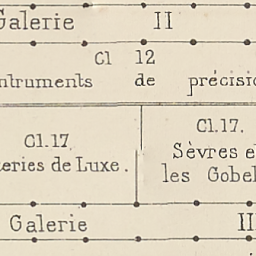 Galerie II
Cl 12
ntruments de précisio
Cl.17.
eries de Luxe.
Cl.17.
Sèvres e
les Gobel
Galerie II